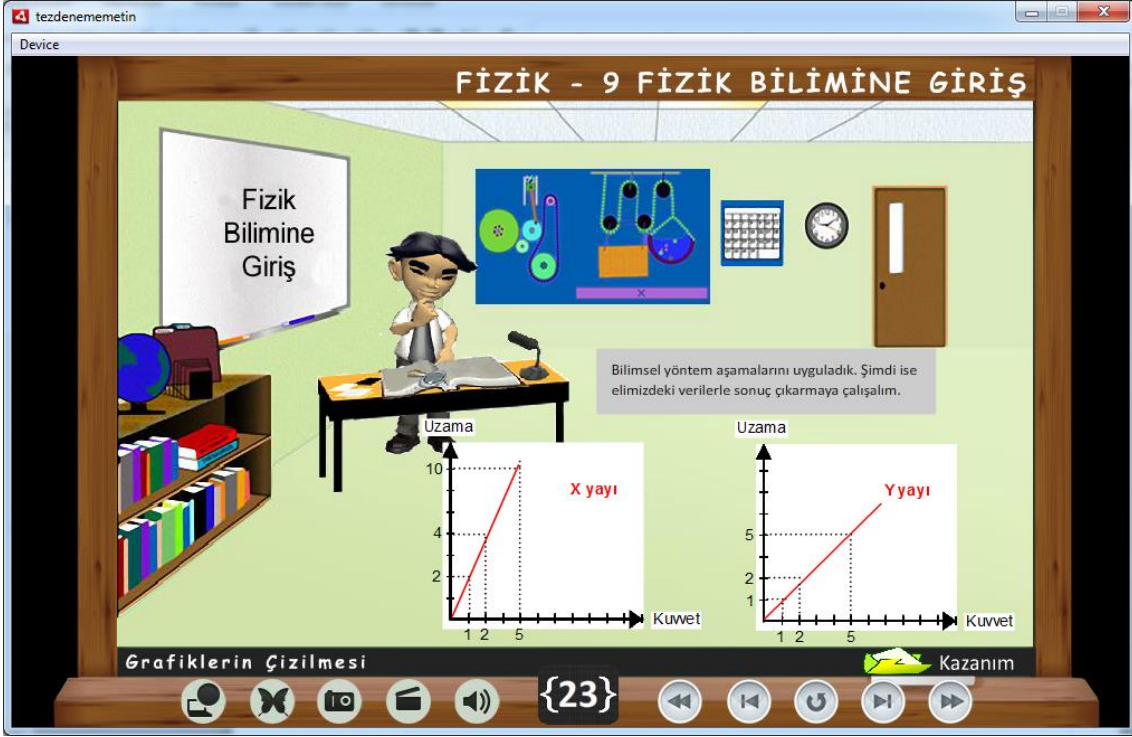 tezdenememetin
Device
FİZİK - 9 FİZİK BİLİMİNE GİRİŞ
Fizik
Bilimine
Giriş
Bilimsel yöntem aşamalarını uyguladık. Şimdi ise
elimizdeki verilerle sonuç çıkarmaya çalışalım.
Uzama
10
4
2
X yayı
1 2 5
Kuvvet
Uzama
5
2
1
Y yayı
1 2 5
Kuvvet
Grafiklerin Çizilmesi
Kazanım
{23}